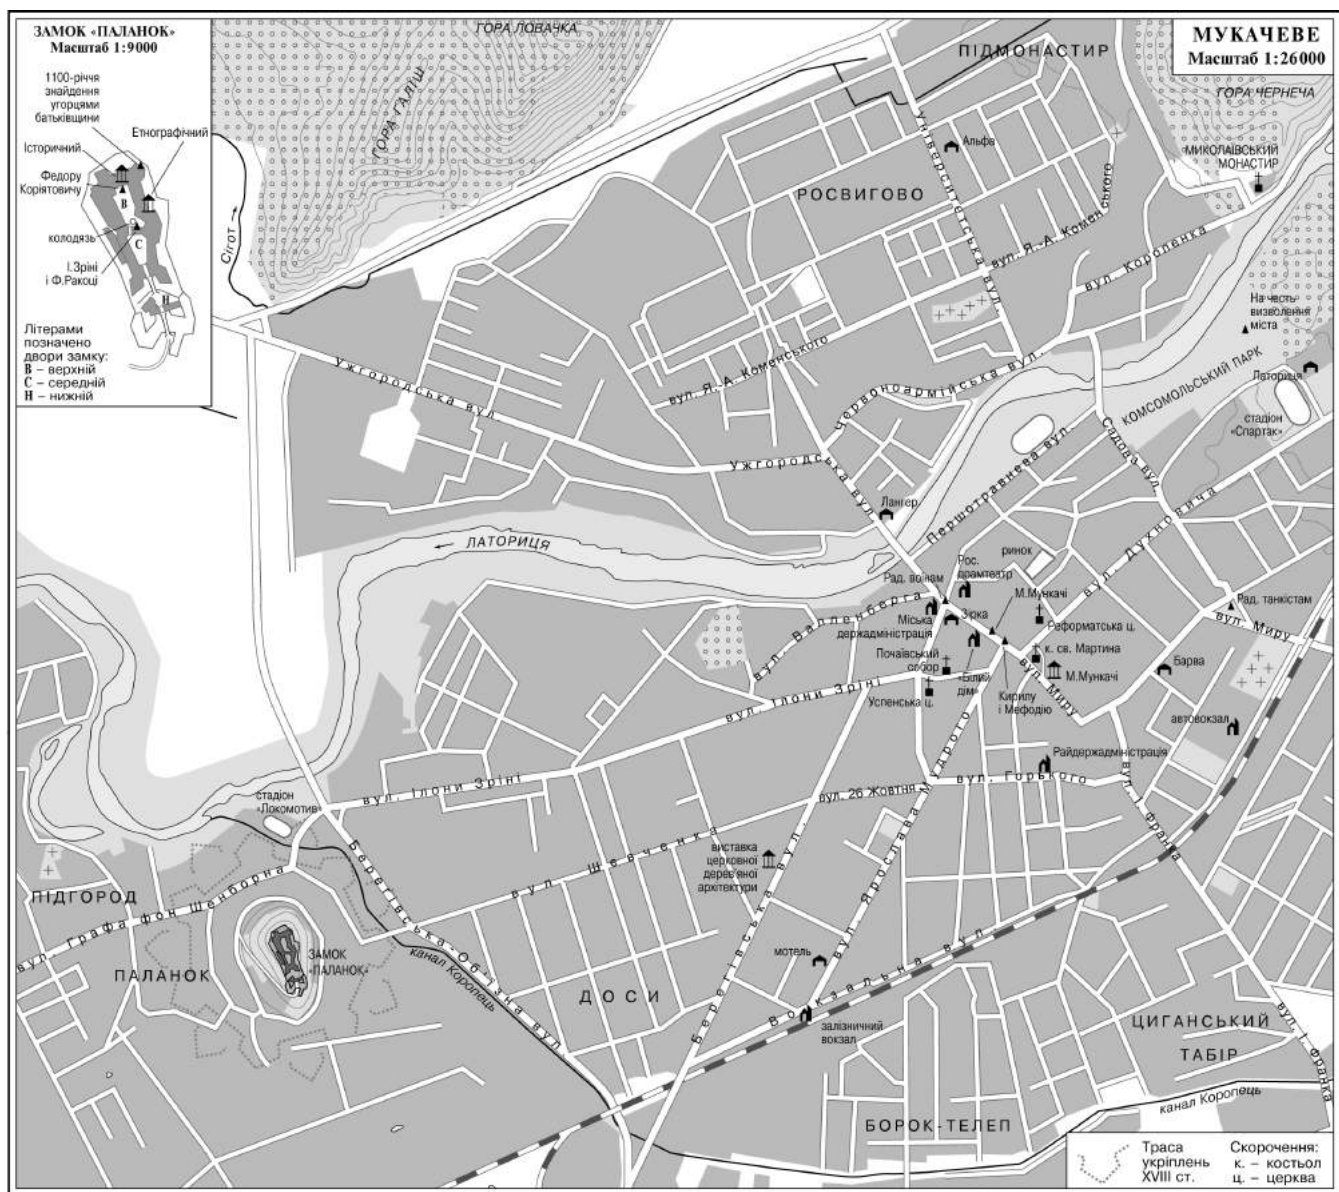 ЗАМОК «ПАЛАНОК»
Масштаб 1:9000
1100-річчя
знайдення
угорцями
батьківщини
Етнографічний
Історичний
Федору
Коріятовичу
В
колодязь
С
І.Зріні
і Ф.Ракоці
Н
Літерами
позначено
двори замку:
В – верхній
С – середній
Н – нижній
МУКАЧЕВЕ
Масштаб 1:26000
ГОРА ЛОВАЧКА
ГОРА ГАЛІШ
Сігот
ПІДМОНАСТИР
ГОРА ЧЕРНЕЧА
МИКОЛАЇВСЬКИЙ
МОНАСТИР
Альфа
РОСВИГОВО
Університетська вул.
вул. Я.-А. Коменського
вул. Короленка
На честь
визволення
міста
КОМСОМОЛЬСЬКИЙ ПАРК
Латориця
стадіон
«Спартак»
Ужгородська вул
вул. Я.-А. Коменського
Червоноармійська вул.
Ужгородська вул.
Садова вул.
Першотравнева вул.
вул. Духновича
Лангер
ЛАТОРИЦЯ
ринок
Рос.
драмтеатр
Рад. воїнам
М.Мункачі
Зірка
Рад. танкістам
вул. Миру
вул. Валленберга
Міська
держадміністрація
Реформатська ц.
Почаївський
собор
к. св. Мартина
М.Мункачі
Барва
«Білий
дім»
Успенська ц.
Кирилу
і Мефодію
вул. Миру
автовокзал
вул. Ілони Зріні
вул. Ілони Зріні
Райдержадміністрація
вул. Горького
вул. 26 Жовтня
вул. І. Франка
стадіон
«Локомотив»
вул. Шевченка
виставка
церковної
дерев'яної
архітектури
вул. Ярослава Мудрого
ПІДГОРОД
вул. Графа фон Шенборна
ПАЛАНОК
ЗАМОК
«ПАЛАНОК»
Берегівська-Об'їзна вул.
канал Коропець
ДОСИ
мотель
Берегівська вул.
Вокзальна вул.
залізничний
вокзал
ЦИГАНСЬКИЙ
ТАБІР
вул. І. Франка
канал Коропець
БОРОК-ТЕЛЕП
Траса
укріплень
XVIII ст.
Скорочення:
к. – костьол
ц. – церква